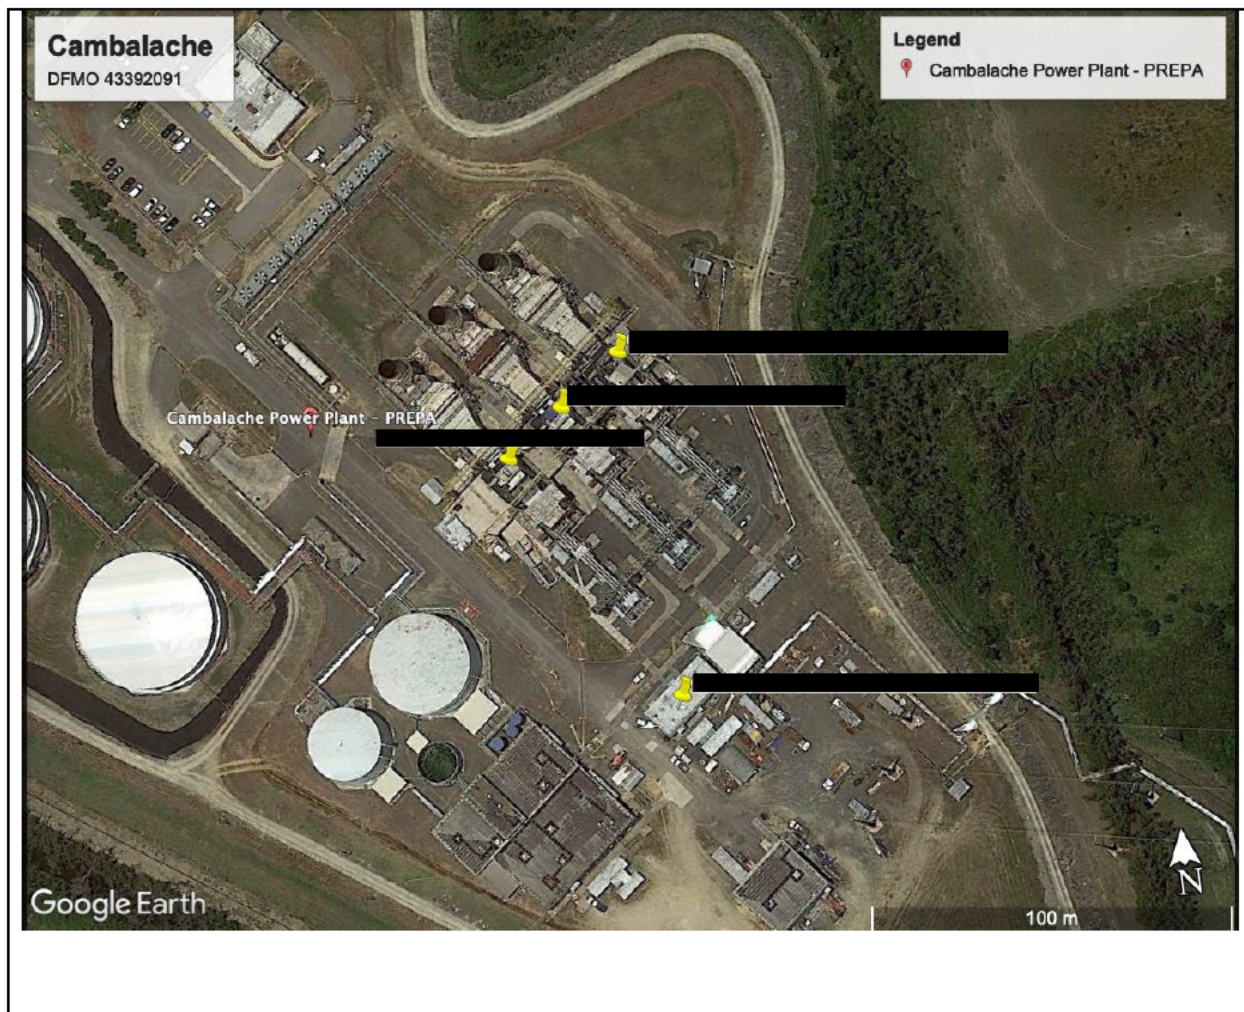 Cambalache
DFMO 43392091
Legend
Cambalache Power Plant - PREPA
Cambalache Power Plant - PREPA
N
Google Earth
100 m